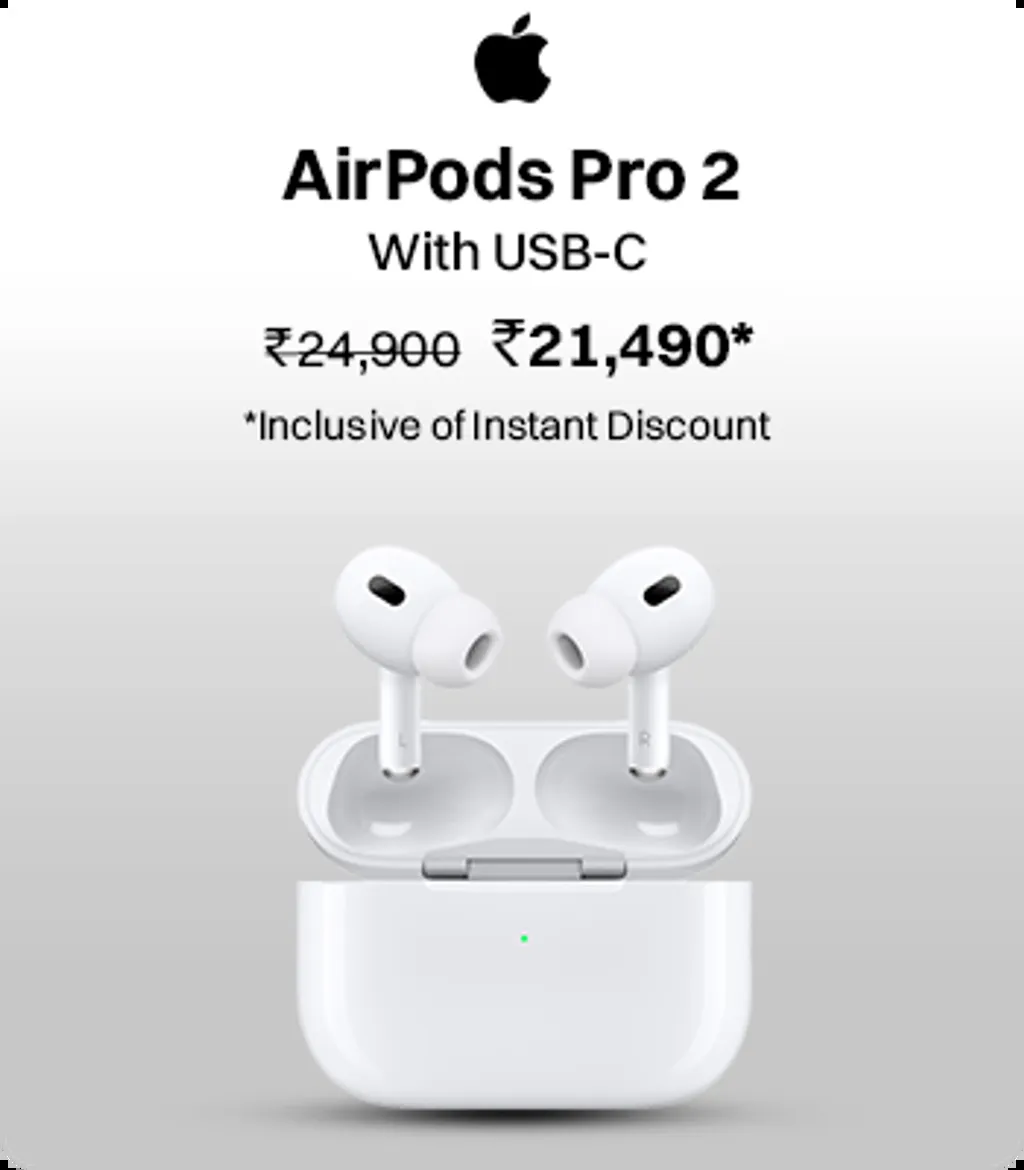 AirPods Pro 2
With USB-C
₹24,900 ₹21,490*
*Inclusive of Instant Discount
L R